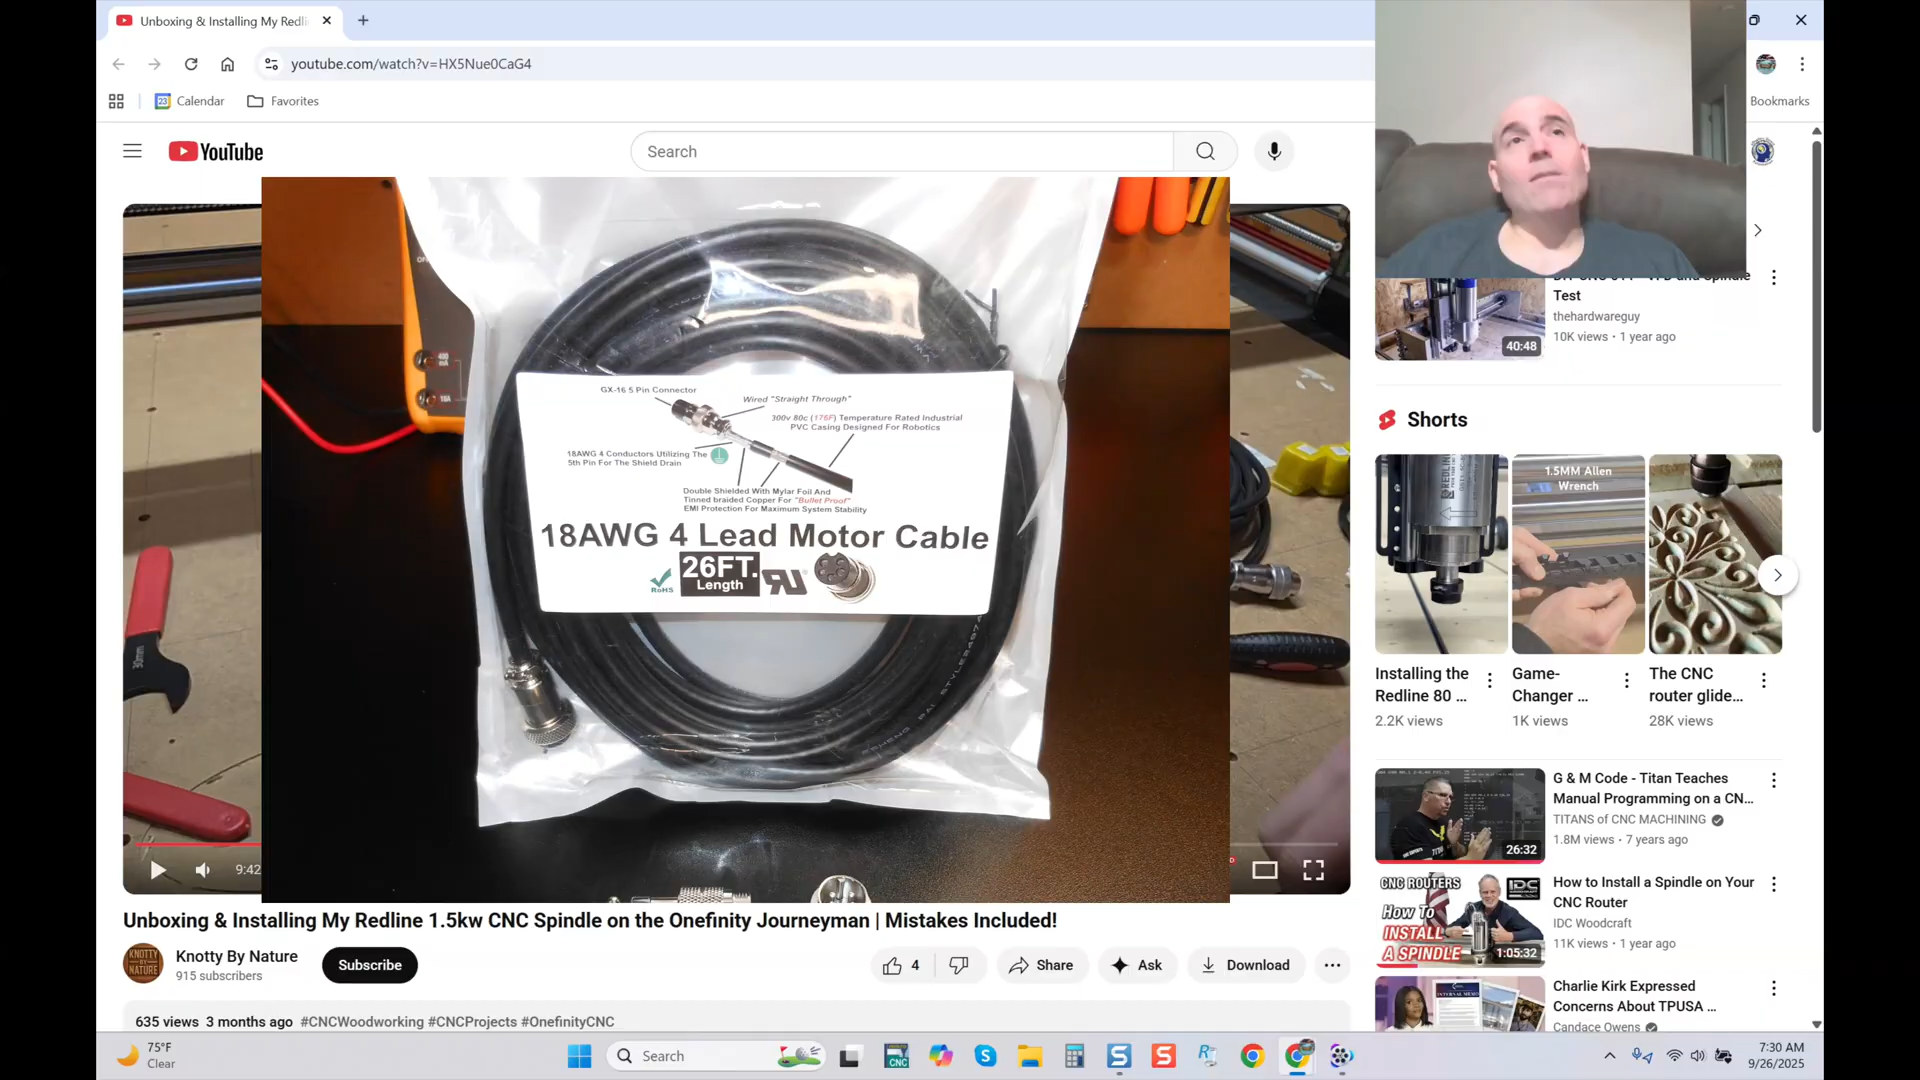 Unboxing & Installing My Redli
youtube.com/watch?v=HX5Nue0CaG4
Calendar
Favorites
Bookmarks
YouTube
Search
GX-16 5 Pin Connector
Wired "Straight Through"
300v 80c (176F) Temperature Rated Industrial
PVC Casing Designed For Robotics
18AWG 4 Conductors Utilizing The
5th Pin For The Shield Drain
Double Shielded With Mylar Foil And
Tinned braided Copper For "Bullet Proof"
EMI Protection For Maximum System Stability
18AWG 4 Lead Motor Cable
26FT.
Length
RoHS
400
mA
10A
30mm
9:42
Unboxing & Installing My Redline 1.5kw CNC Spindle on the Onefinity Journeyman | Mistakes Included!
KNOTTY
BY
NATURE
Knotty By Nature
915 subscribers
Subscribe
4
Share
Ask
Download
635 views 3 months ago #CNCWoodworking #CNCProjects #OnefinityCNC
Test
thehardwareguy
10K views • 1 year ago
40:48
Shorts
REDLINE
1.5MM Allen
Wrench
Installing the
Redline 80 ...
2.2K views
Game-
Changer ...
1K views
The CNC
router glide...
28K views
G & M Code - Titan Teaches
Manual Programming on a CN...
TITANS of CNC MACHINING
1.8M views • 7 years ago
26:32
CNC ROUTERS
How To
INSTALL
A SPINDLE
IDC
1:05:32
How to Install a Spindle on Your
CNC Router
IDC Woodcraft
11K views • 1 year ago
Charlie Kirk Expressed
Concerns About TPUSA ...
Candace Owens
75°F
Clear
Search
CNC
7:30 AM
9/26/2025